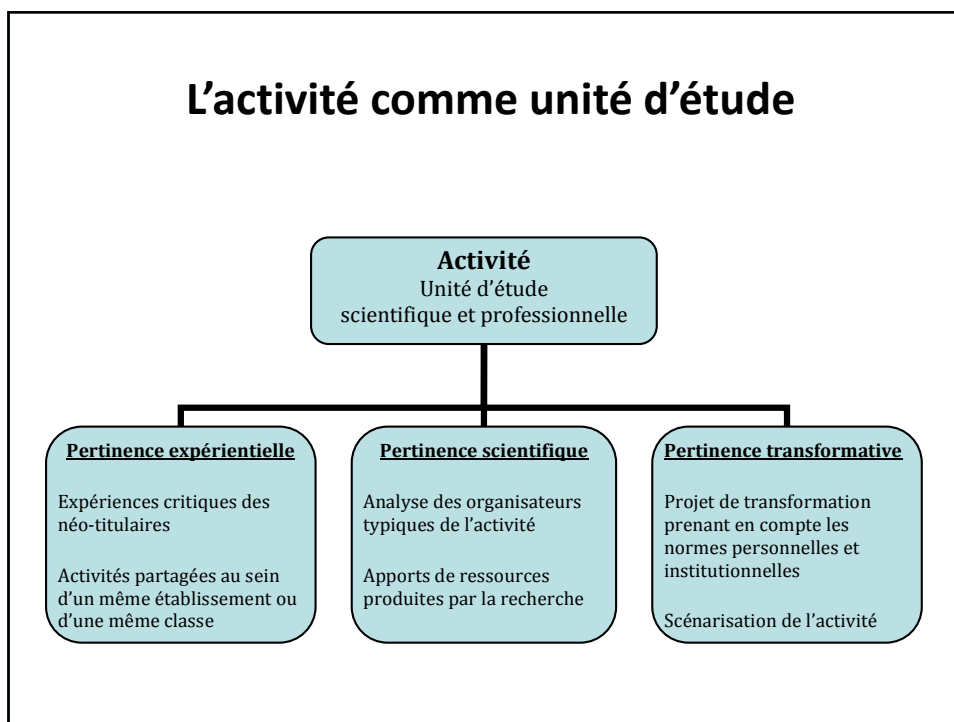 L’activité comme unité d’étude
Activité
Unité d’étude
scientifique et professionnelle
Pertinence expérientielle
Expériences critiques des
néo-titulaires
Activités partagées au sein
d’un même établissement ou
d’une même classe
Pertinence scientifique
Analyse des organisateurs
typiques de l’activité
Apports de ressources
produites par la recherche
Pertinence transformative
Projet de transformation
prenant en compte les
normes personnelles et
institutionnelles
Scénarisation de l’activité